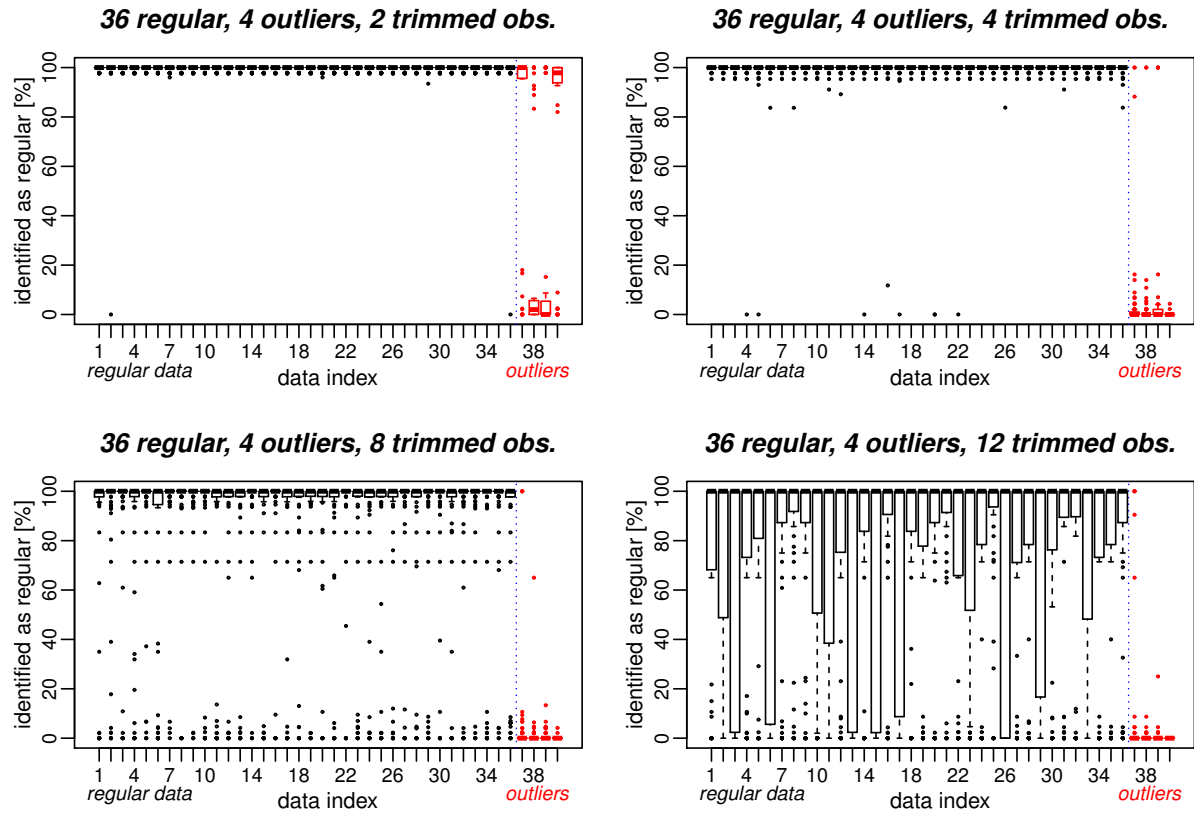 36 regular, 4 outliers, 2 trimmed obs.
identified as regular [%]
100
80
60
40
20
0
1 4 7 10 14 18 22 26 30 34 38
regular data
data index
outliers
36 regular, 4 outliers, 4 trimmed obs.
identified as regular [%]
100
80
60
40
20
0
1 4 7 10 14 18 22 26 30 34 38
regular data
data index
outliers
36 regular, 4 outliers, 8 trimmed obs.
identified as regular [%]
100
80
60
40
20
0
1 4 7 10 14 18 22 26 30 34 38
regular data
data index
outliers
36 regular, 4 outliers, 12 trimmed obs.
identified as regular [%]
100
80
60
40
20
0
1 4 7 10 14 18 22 26 30 34 38
regular data
data index
outliers